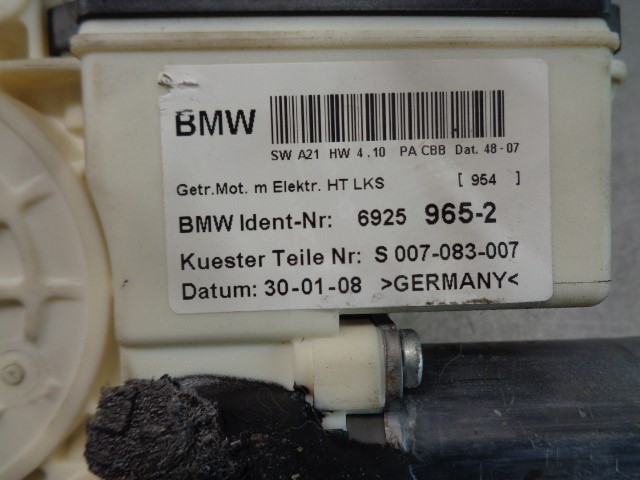 BMW
SW A21 HW 4.10 PA CBB Dat. 48-07
Getr.Mot. m Elektr. HT LKS [ 954 ]
BMW Ident-Nr: 6925 965-2
Kuester Teile Nr: S 007-083-007
Datum: 30-01-08 >GERMANY<